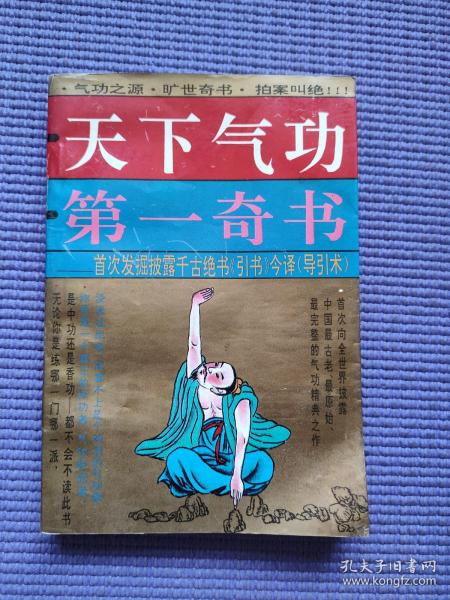 ·气功之源·旷世奇书·拍案叫绝!!!
天下气功
第一奇书
——首次发掘披露千古绝书《引书》今译(导引术)
首次向全世界披露
中国最古老、最原始、
最完整的气功精典之作
是中功还是香功,都不会不读此书
无论你是练哪一门哪一派,
孔夫子旧书网
www.kongfz.com